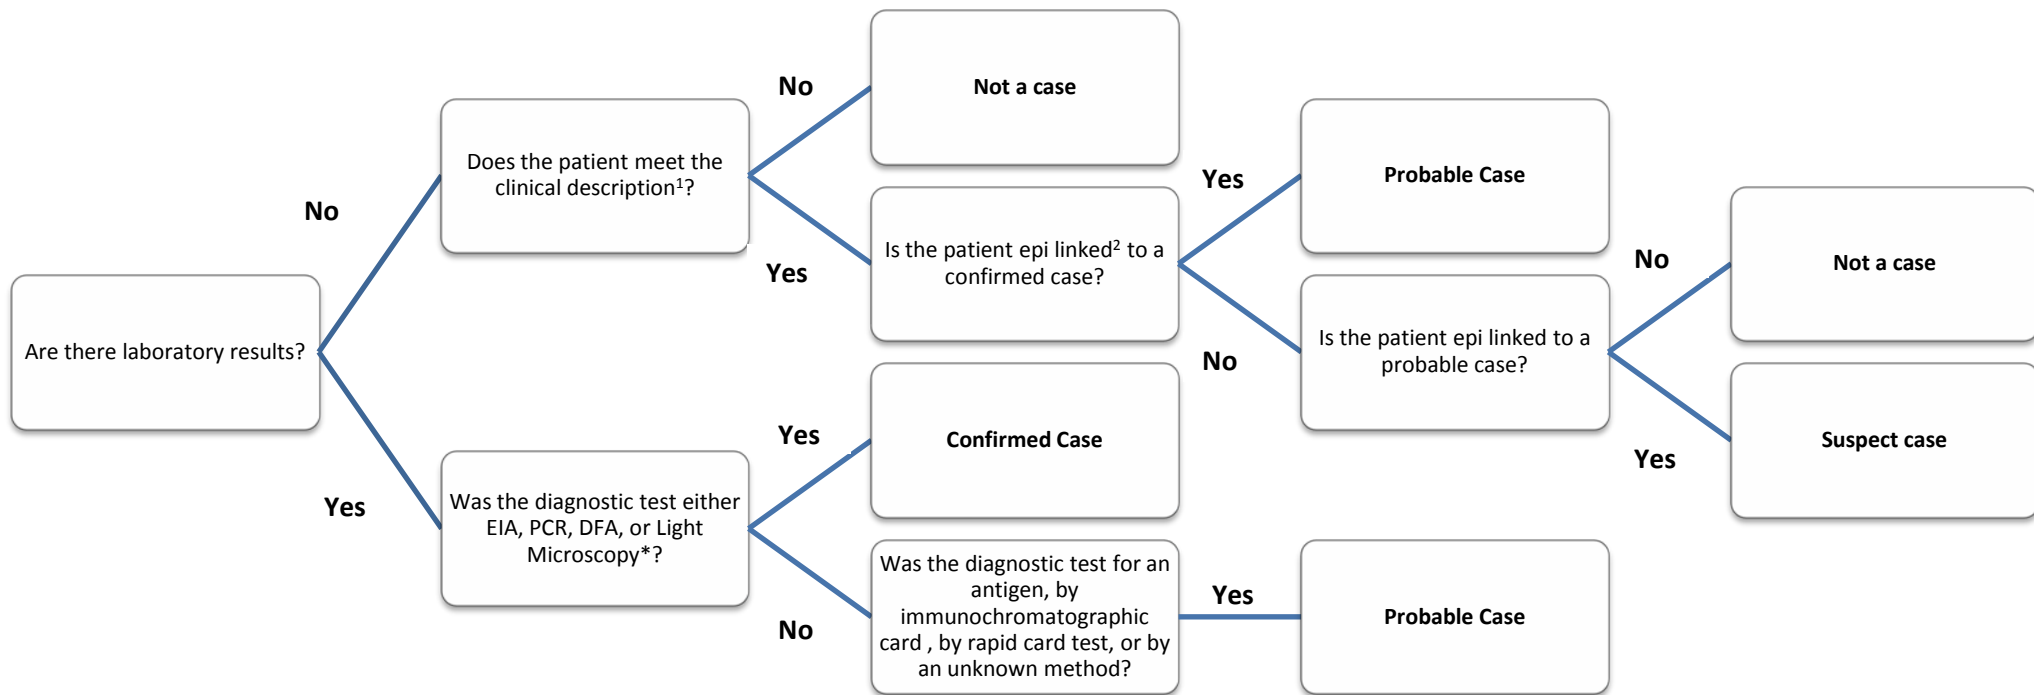 Are there laboratory results?
No
Yes
Does the patient meet the
clinical description¹?
No
Yes
Not a case
Is the patient epi linked² to a
confirmed case?
Yes
No
Probable Case
Is the patient epi linked to a
probable case?
No
Yes
Not a case
Suspect case
Was the diagnostic test either
EIA, PCR, DFA, or Light
Microscopy*?
Yes
No
Confirmed Case
Was the diagnostic test for an
antigen, by
immunochromatographic
card , by rapid card test, or by
an unknown method?
Yes
Probable Case